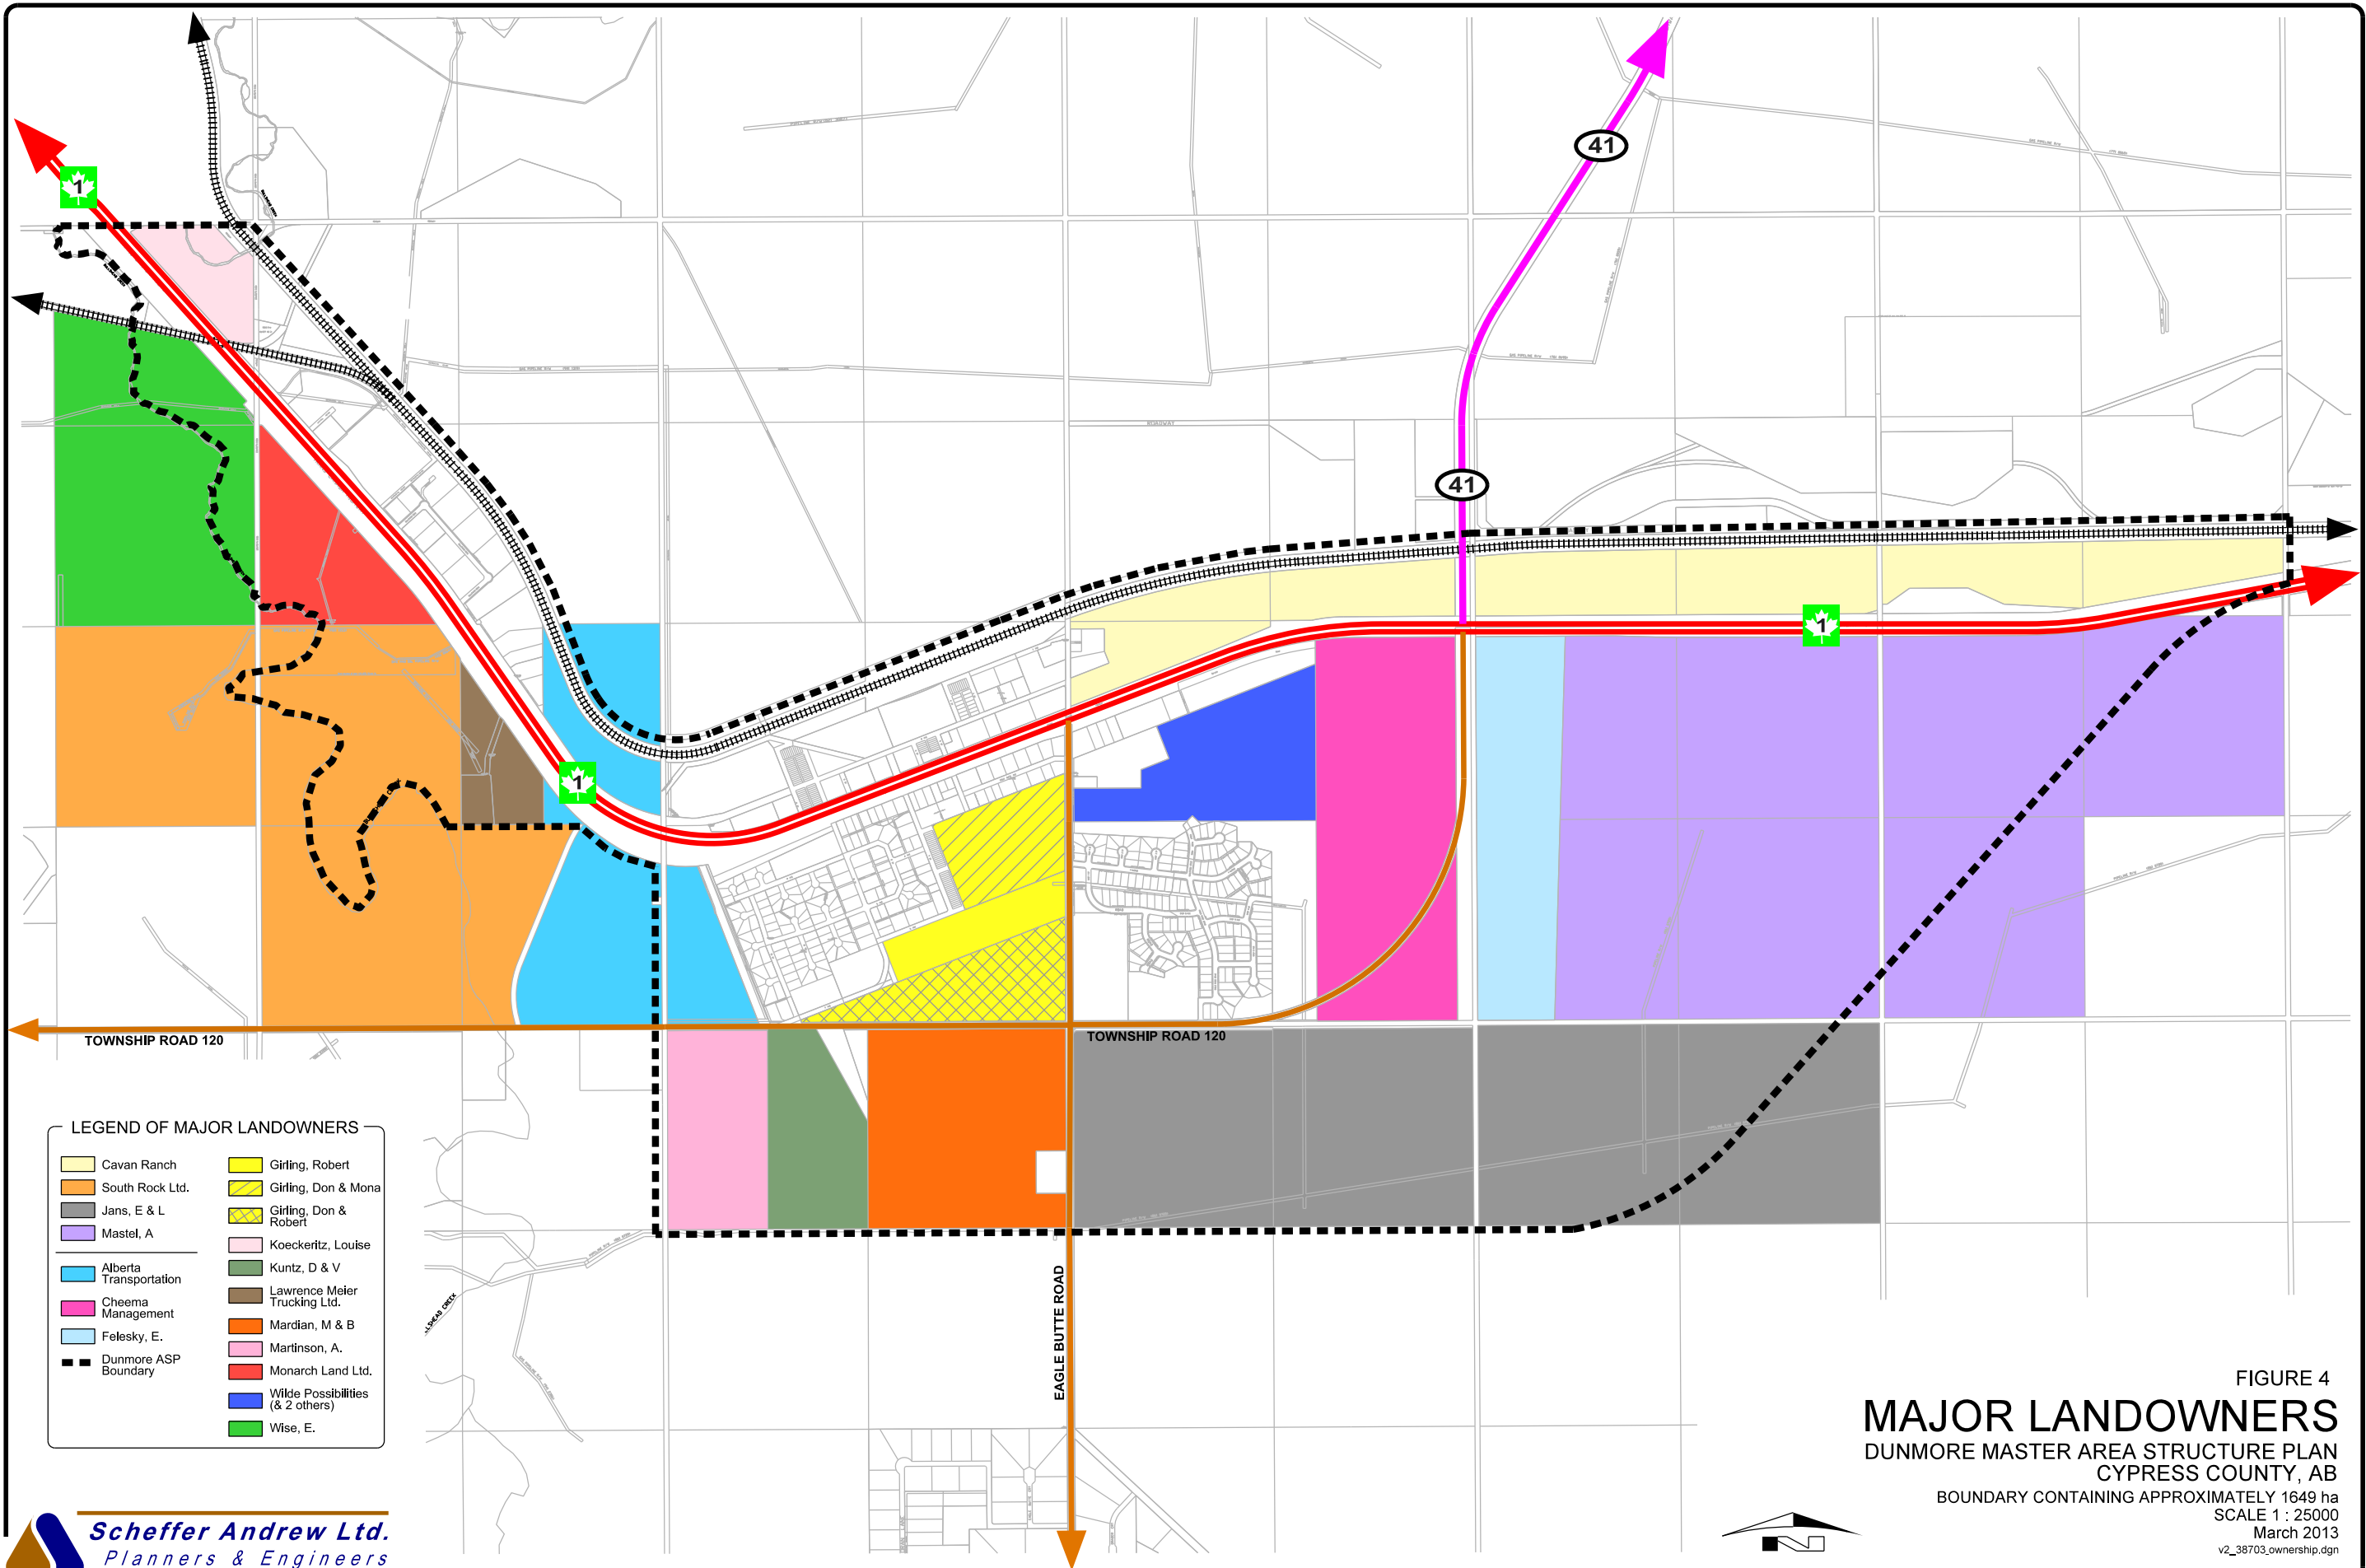 1
41
41
1
1
ROADWAY
TOWNSHIP ROAD 120
TOWNSHIP ROAD 120
EAGLE BUTTE ROAD
LEGEND OF MAJOR LANDOWNERS
Cavan Ranch
South Rock Ltd.
Jans, E & L
Mastel, A
Alberta
Transportation
Cheema
Management
Felesky, E.
Dunmore ASP
Boundary
Girling, Robert
Girling, Don & Mona
Girling, Don &
Robert
Koeckeritz, Louise
Kuntz, D & V
Lawrence Meier
Trucking Ltd.
Mardian, M & B
Martinson, A.
Monarch Land Ltd.
Wilde Possibilities
(& 2 others)
Wise, E.
Scheffer Andrew Ltd.
Planners & Engineers
FIGURE 4
MAJOR LANDOWNERS
DUNMORE MASTER AREA STRUCTURE PLAN
CYPRESS COUNTY, AB
BOUNDARY CONTAINING APPROXIMATELY 1649 ha
SCALE 1 : 25000
March 2013
v2_38703_ownership.dgn
N